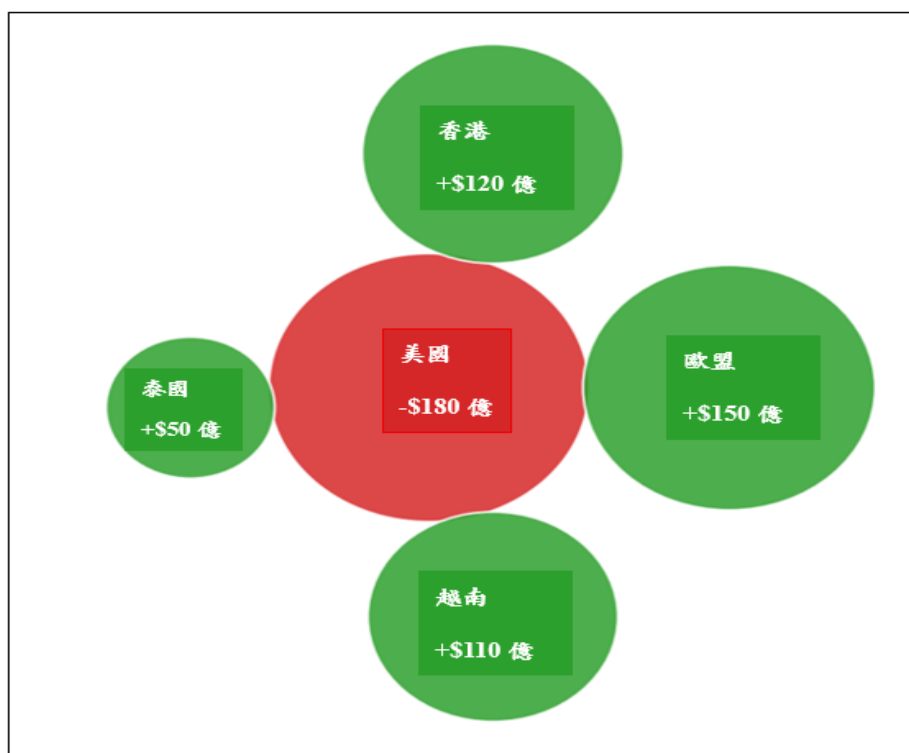 香港
+$120 億
美國
-$180 億
歐盟
+$150 億
泰國
+$50 億
越南
+$110 億